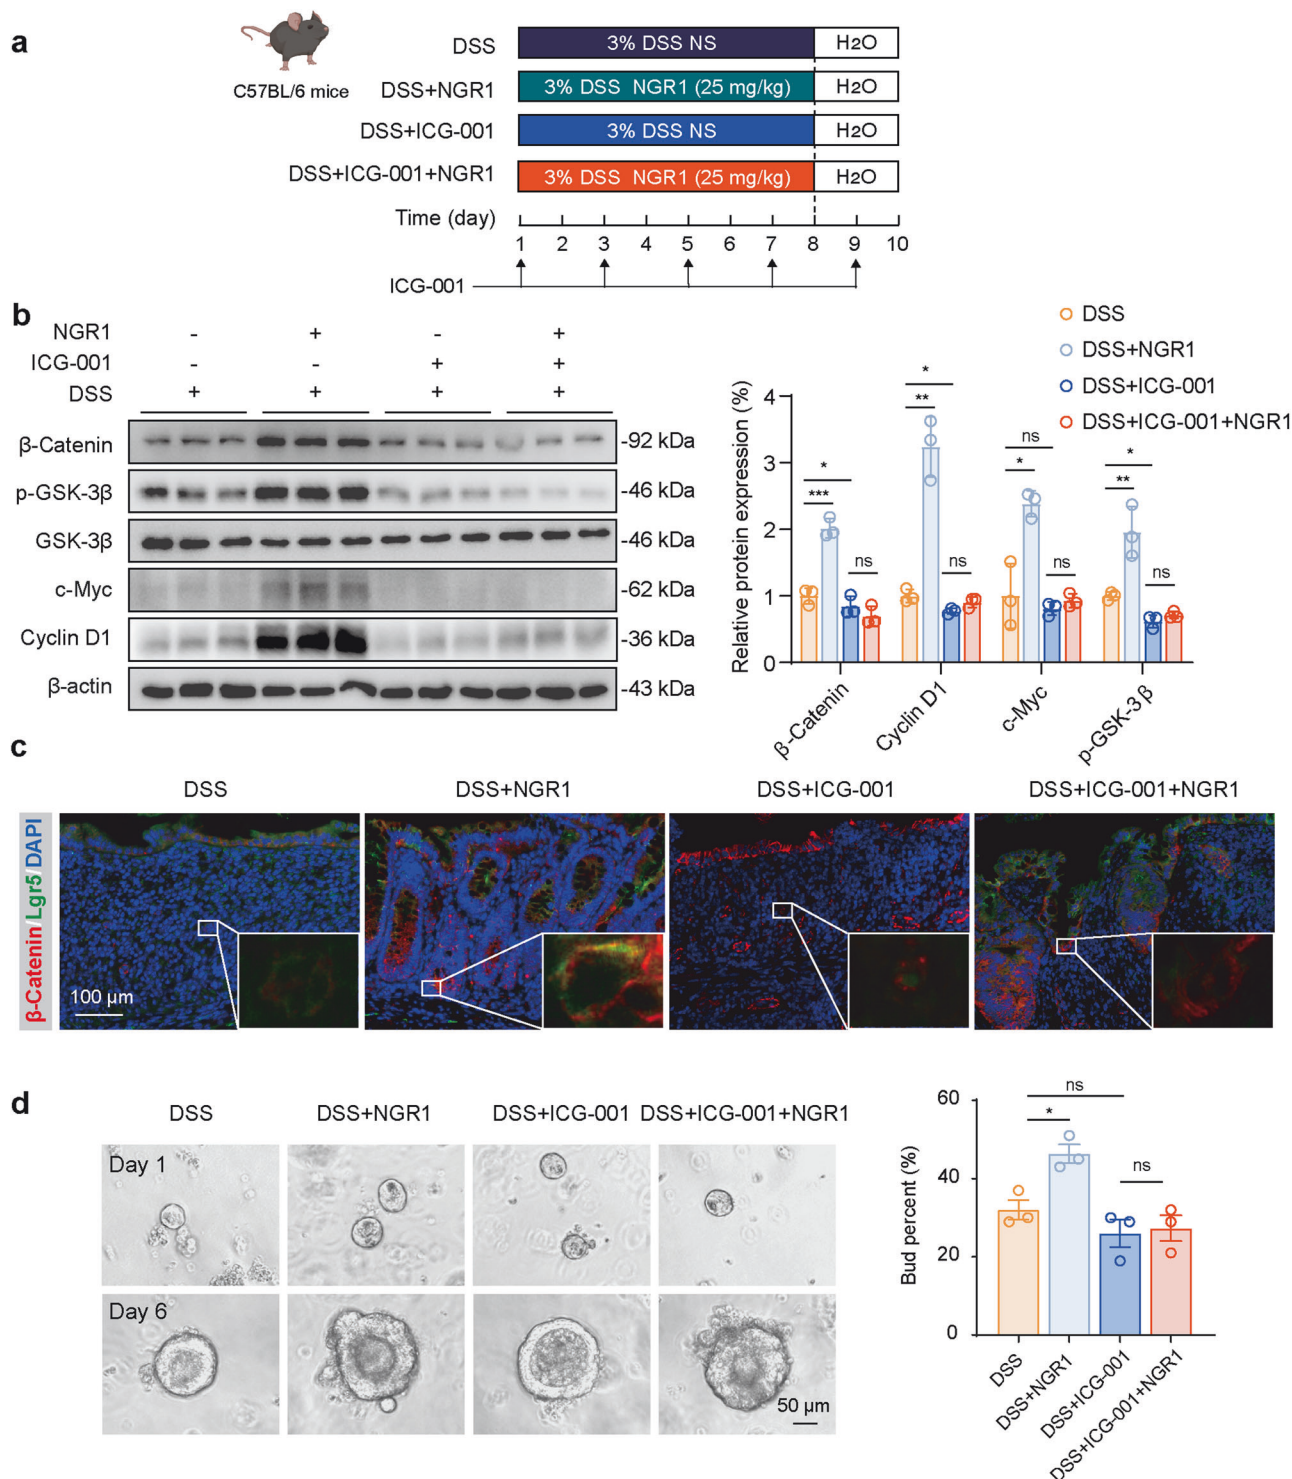 a
C57BL/6 mice
DSS 3% DSS NS H2O
DSS+NGR1 3% DSS NGR1 (25 mg/kg) H2O
DSS+ICG-001 3% DSS NS H2O
DSS+ICG-001+NGR1 3% DSS NGR1 (25 mg/kg) H2O
Time (day)
1 2 3 4 5 6 7 8 9 10
ICG-001
b
NGR1 - + - +
ICG-001 - - + +
DSS + + + +
β-Catenin -92 kDa
p-GSK-3β -46 kDa
GSK-3β -46 kDa
c-Myc -62 kDa
Cyclin D1 -36 kDa
β-actin -43 kDa
DSS
DSS+NGR1
DSS+ICG-001
DSS+ICG-001+NGR1
Relative protein expression (%)
4
3
2
1
0
*
***
ns
*
**
ns
ns
*
ns
*
**
ns
β-Catenin
Cyclin D1
c-Myc
p-GSK-3β
c
DSS DSS+NGR1 DSS+ICG-001 DSS+ICG-001+NGR1
β-Catenin/Lgr5/DAPI
100 µm
d
DSS DSS+NGR1 DSS+ICG-001 DSS+ICG-001+NGR1
Day 1
Day 6
50 µm
Bud percent (%)
60
40
20
0
ns
*
ns
DSS
DSS+NGR1
DSS+ICG-001
DSS+ICG-001+NGR1